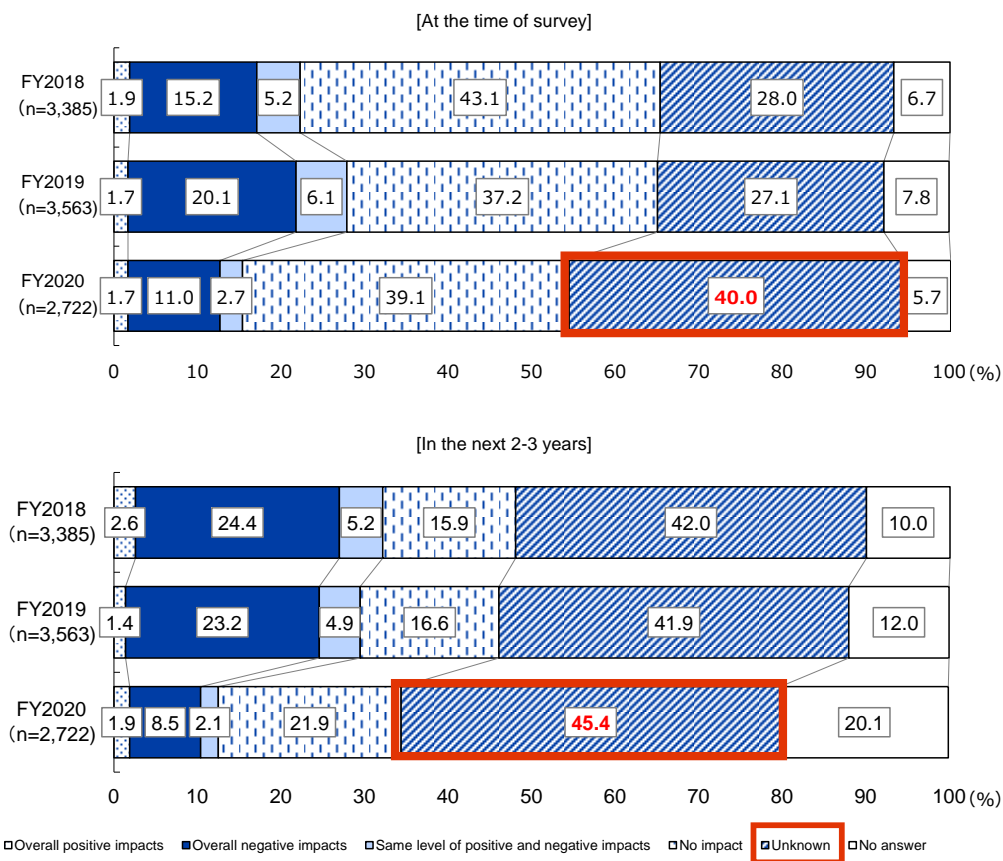 [At the time of survey]
FY2018
(n=3,385)
1.9 15.2 5.2 43.1 28.0 6.7
FY2019
(n=3,563)
1.7 20.1 6.1 37.2 27.1 7.8
FY2020
(n=2,722)
1.7 11.0 2.7 39.1 40.0 5.7
0 10 20 30 40 50 60 70 80 90 100 (%)
[In the next 2-3 years]
FY2018
(n=3,385)
2.6 24.4 5.2 15.9 42.0 10.0
FY2019
(n=3,563)
1.4 23.2 4.9 16.6 41.9 12.0
FY2020
(n=2,722)
1.9 8.5 2.1 21.9 45.4 20.1
0 10 20 30 40 50 60 70 80 90 100 (%)
Overall positive impacts Overall negative impacts Same level of positive and negative impacts No impact Unknown No answer